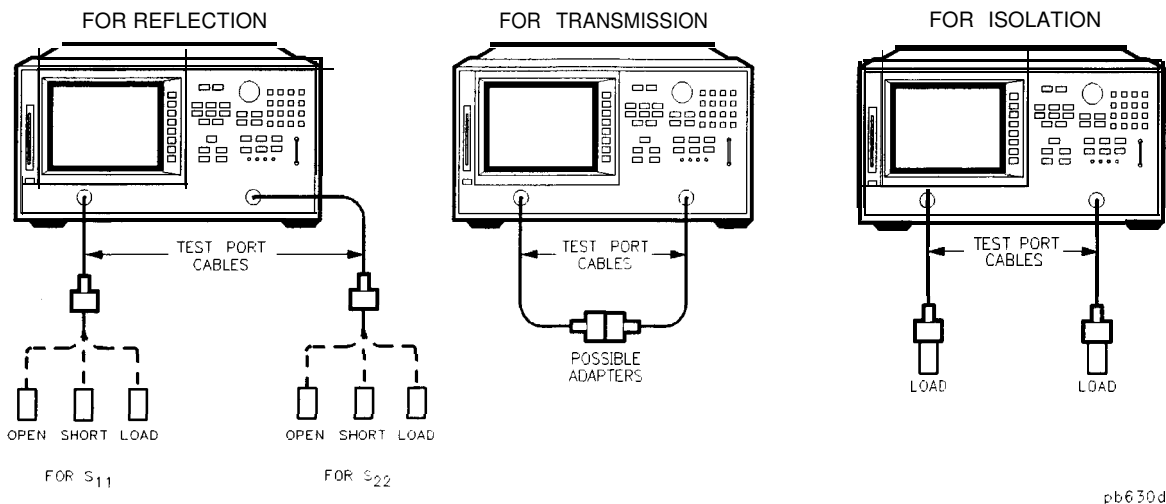 FOR REFLECTION
FOR TRANSMISSION
FOR ISOLATION
TEST PORT
CABLES
TEST PORT
CABLES
TEST PORT
CABLES
POSSIBLE
ADAPTERS
LOAD LOAD
OPEN SHORT LOAD OPEN SHORT LOAD
FOR S11 FOR S22
pb630d